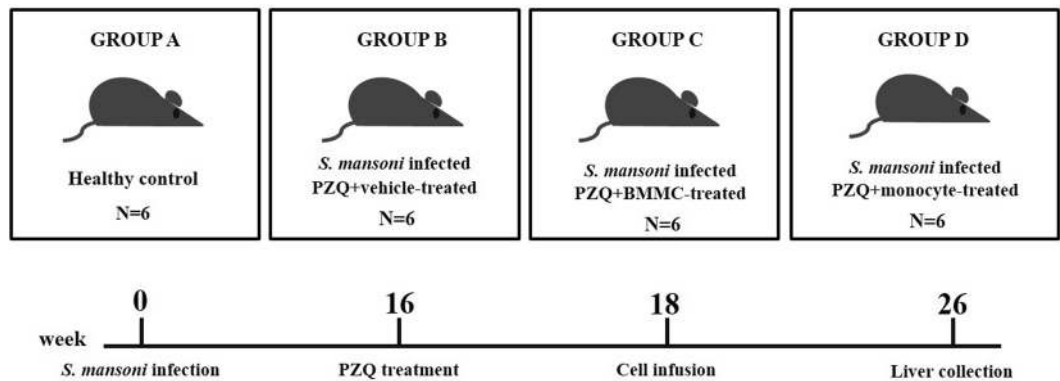 GROUP A
Healthy control
N=6
GROUP B
S. mansoni infected
PZQ+vehicle-treated
N=6
GROUP C
S. mansoni infected
PZQ+BMMC-treated
N=6
GROUP D
S. mansoni infected
PZQ+monocyte-treated
N=6
0 16 18 26
week
S. mansoni infection PZQ treatment Cell infusion Liver collection